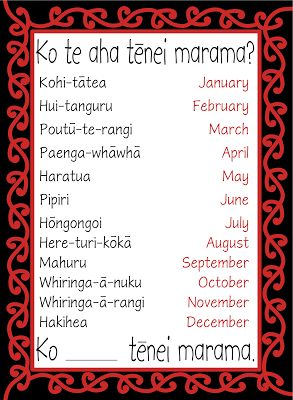 Ko te aha tēnei marama?
Kohi-tātea January
Hui-tanguru February
Poutū-te-rangi March
Paenga-whāwhā April
Haratua May
Pipiri June
Hōngongoi July
Here-turi-kōkā August
Mahuru September
Whiringa-ā-nuku October
Whiringa-ā-rangi November
Hakihea December
Ko _____ tēnei marama.